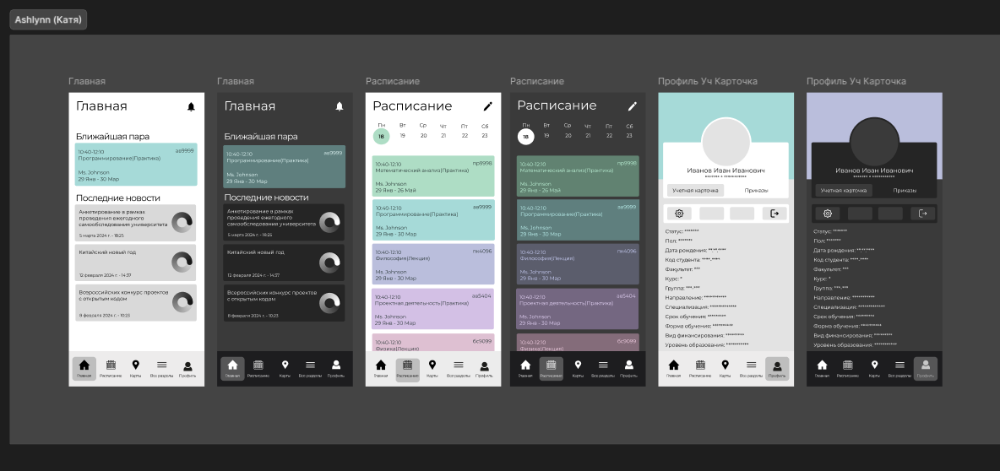 Ashlynn (Катя)
Главная
Главная
Ближайшая пара
10:40-12:10
ав9999
Программирование(Практика)
Ms. Johnson
29 Янв - 30 Мар
Последние новости
Анкетирование в рамках
проведения ежегодного
самообследования университета
5 марта 2024 г. - 18:25
Китайский новый год
12 февраля 2024 г. - 14:37
Всероссийских конкурс проектов
с открытым кодом
9 февраля 2024 г. - 10:23
Главная Расписание Карты Все разделы Профиль
Главная
Главная
Ближайшая пара
10:40-12:10
ав9999
Программирование(Практика)
Ms. Johnson
29 Янв - 30 Мар
Последние новости
Анкетирование в рамках
проведения ежегодного
самообследования университета
5 марта 2024 г. - 18:25
Китайский новый год
12 февраля 2024 г. - 14:37
Всероссийских конкурс проектов
с открытым кодом
9 февраля 2024 г. - 10:23
Главная Расписание Карты Все разделы Профиль
Расписание
Расписание
Пн Вт Ср Чт Пт Сб
18 19 20 21 22 23
10:40-12:10
пр9998
Математический анализ(Практика)
Ms. Johnson
29 Янв - 26 Май
10:40-12:10
ав9999
Программирование(Практика)
Ms. Johnson
29 Янв - 30 Мар
10:40-12:10
пк4096
Философия(Лекция)
Ms. Johnson
29 Янв - 30 Мар
10:40-12:10
ав5404
Проектная деятельность(Практика)
Ms. Johnson
29 Янв - 30 Мар
10:40-12:10
бс9099
Физика(Лекция)
Главная Расписание Карты Все разделы Профиль
Расписание
Расписание
Пн Вт Ср Чт Пт Сб
18 19 20 21 22 23
10:40-12:10
пр9998
Математический анализ(Практика)
Ms. Johnson
29 Янв - 26 Май
10:40-12:10
ав9999
Программирование(Практика)
Ms. Johnson
29 Янв - 30 Мар
10:40-12:10
пк4096
Философия(Лекция)
Ms. Johnson
29 Янв - 30 Мар
10:40-12:10
ав5404
Проектная деятельность(Практика)
Ms. Johnson
29 Янв - 30 Мар
10:40-12:10
бс9099
Физика(Лекция)
Главная Расписание Карты Все разделы Профиль
Профиль Уч Карточка
Иванов Иван Иванович
******* * ***********
Учетная карточка Приказы
Статус: *******
Пол: *******
Дата рождения: **.**.****
Код студента: ****-****
Факультет: ***
Курс: *
Группа: ***-***
Направление: ***********
Специализация: *************
Срок обучения: *********
Форма обучения: **********
Вид финансирования: *********
Уровень образования: ***********
Главная Расписание Карты Все разделы Профиль
Профиль Уч Карточка
Иванов Иван Иванович
******* * ***********
Учетная карточка Приказы
Статус: *******
Пол: *******
Дата рождения: **.**.****
Код студента: ****-****
Факультет: ***
Курс: *
Группа: ***-***
Направление: ***********
Специализация: *************
Срок обучения: *********
Форма обучения: **********
Вид финансирования: *********
Уровень образования: ***********
Главная Расписание Карты Все разделы Профиль